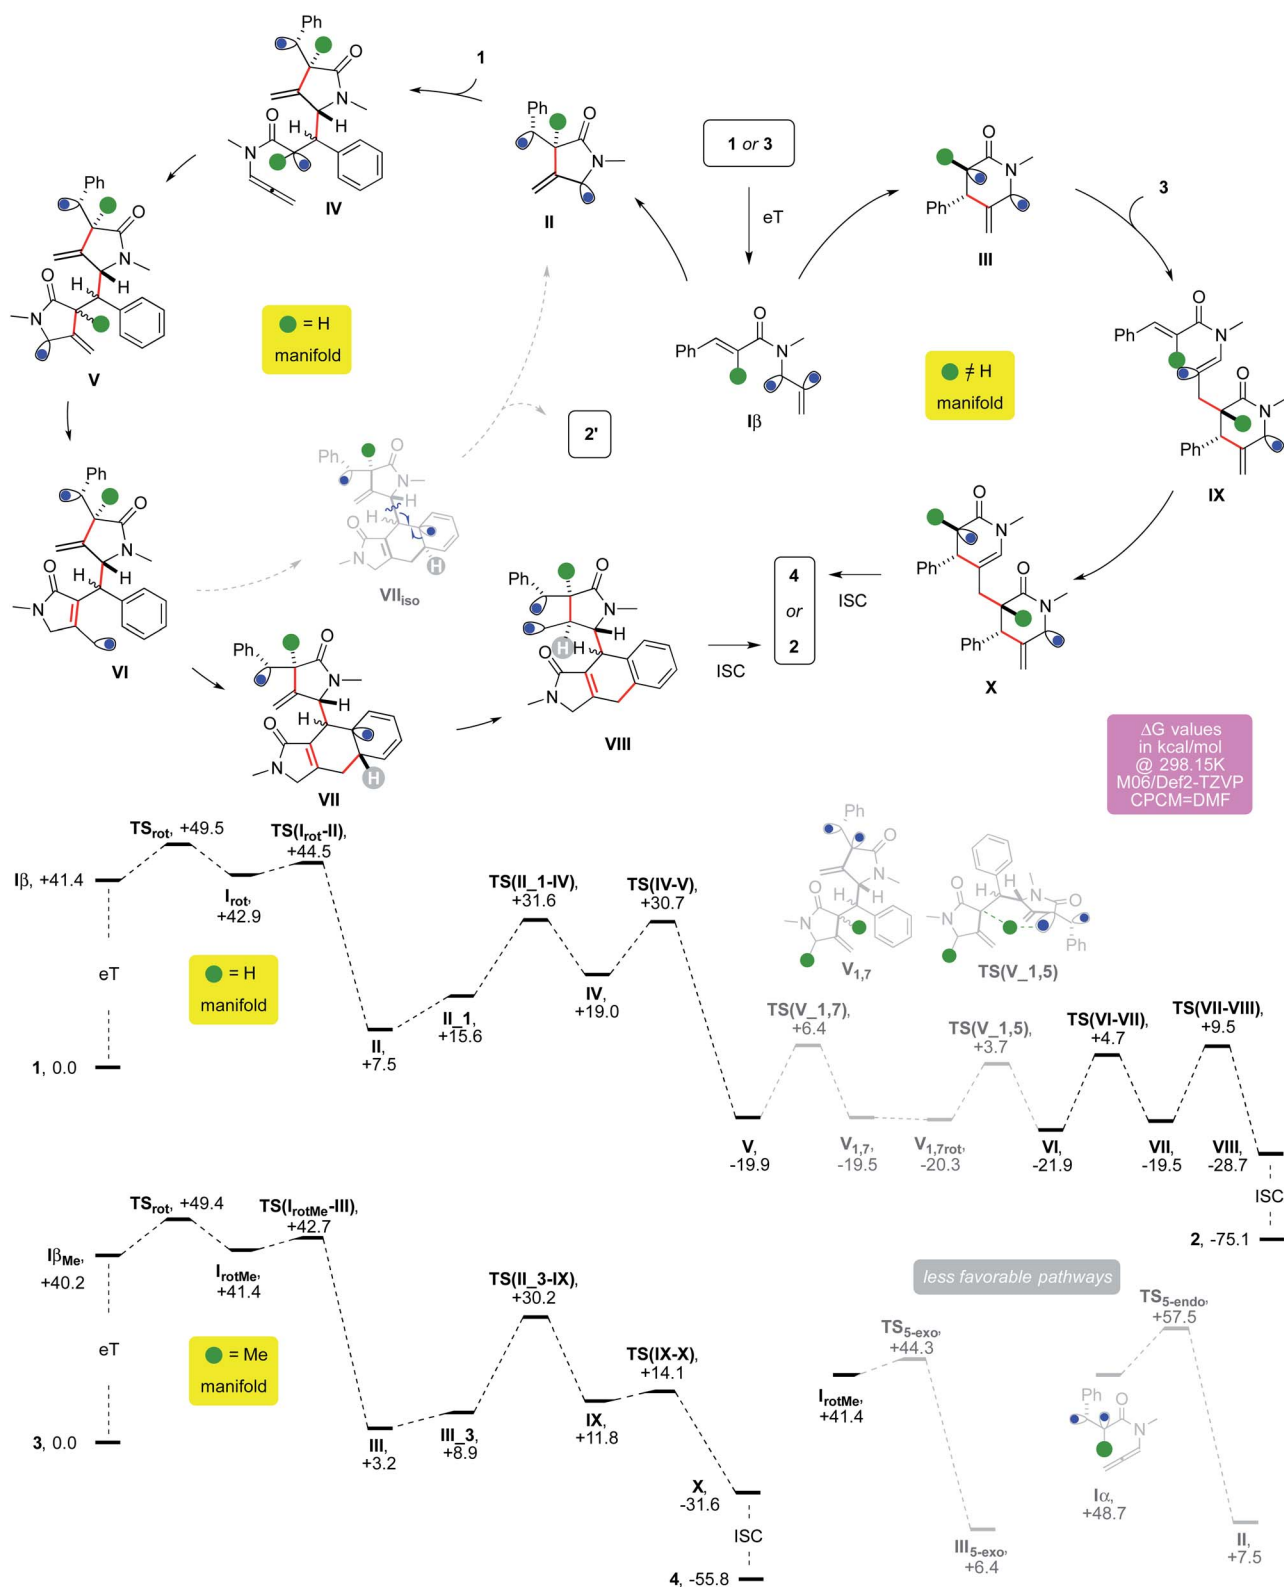 Ph
O
N
H
H
O
N
IV
1
Ph
O
N
II
1 or 3
eT
O
N
Ph
III
3
Ph
O
N
H
H
O
N
V
= H
manifold
Ph
O
N
Iβ
≠ H
manifold
O
Ph
N
O
N
Ph
IX
2'
Ph
O
N
H
H
O
N
VI
Ph
O
N
H
H
O
N
H
VIIiso
O
N
Ph
H
H
O
N
VIII
ISC
4
or
2
ISC
O
N
Ph
O
N
Ph
X
Ph
O
N
H
H
O
N
H
VII
ΔG values
in kcal/mol
@ 298.15K
M06/Def2-TZVP
CPCM=DMF
TSrot, +49.5
TS(Irot-II),
+44.5
Iβ, +41.4
Irot,
+42.9
eT
= H
manifold
1, 0.0
II,
+7.5
II_1,
+15.6
TS(II_1-IV),
+31.6
IV,
+19.0
TS(IV-V),
+30.7
Ph
O
N
H
H
O
N
V1,7
N
O
H
H
O
N
Ph
TS(V_1,5)
TS(V_1,7),
+6.4
TS(V_1,5),
+3.7
TS(VI-VII),
+4.7
TS(VII-VIII),
+9.5
V,
-19.9
V1,7,
-19.5
V1,7rot,
-20.3
VI,
-21.9
VII,
-19.5
VIII,
-28.7
ISC
2, -75.1
TSrot, +49.4
TS(IrotMe-III),
+42.7
IβMe,
+40.2
IrotMe,
+41.4
eT
= Me
manifold
3, 0.0
III,
+3.2
III_3,
+8.9
TS(II_3-IX),
+30.2
IX,
+11.8
TS(IX-X),
+14.1
X,
-31.6
ISC
4, -55.8
less favorable pathways
TS5-exo,
+44.3
IrotMe,
+41.4
III5-exo,
+6.4
TS5-endo,
+57.5
Ph
O
N
Iα,
+48.7
II,
+7.5